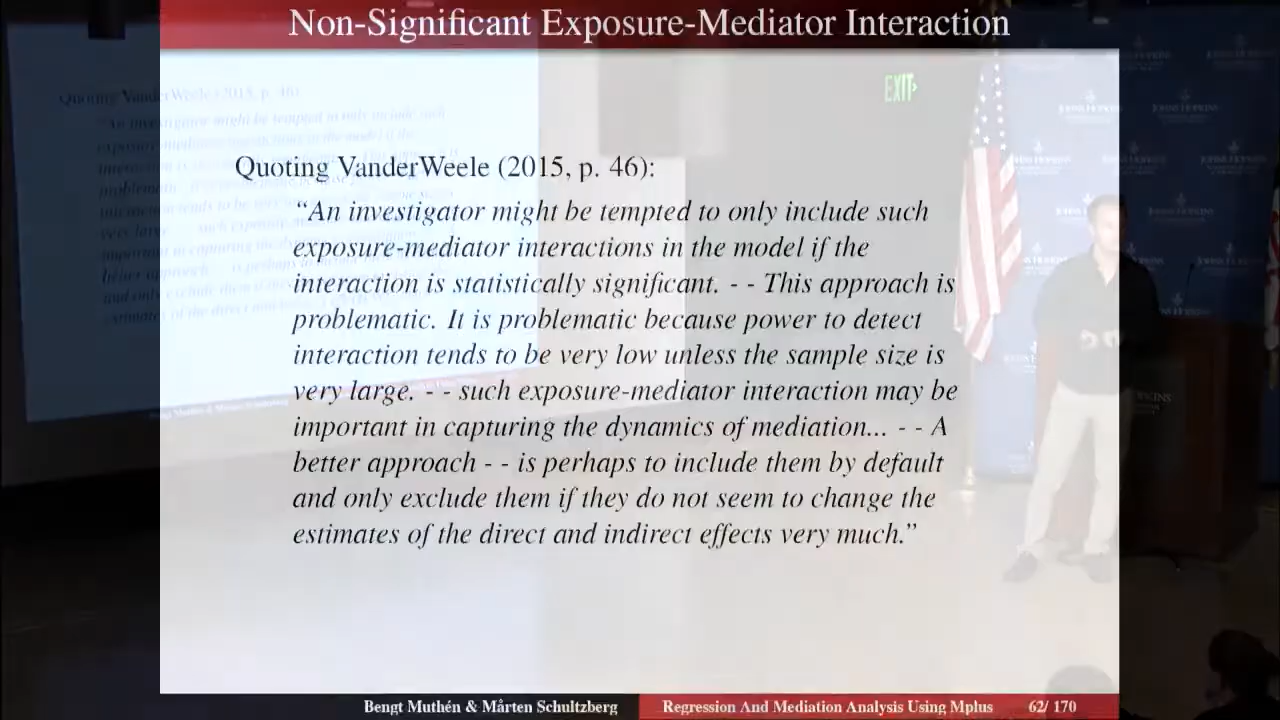 Non-Significant Exposure-Mediator Interaction
EXIT
Quoting VanderWeele (2015, p. 46):
“An investigator might be tempted to only include such
exposure-mediator interactions in the model if the
interaction is statistically significant. - - This approach is
problematic. It is problematic because power to detect
interaction tends to be very low unless the sample size is
very large. - - such exposure-mediator interaction may be
important in capturing the dynamics of mediation... - - A
better approach - - is perhaps to include them by default
and only exclude them if they do not seem to change the
estimates of the direct and indirect effects very much.”
JOHNS HOPKINS
Bengt Muthén & Mårten Schultzberg
Regression And Mediation Analysis Using Mplus
62/ 170